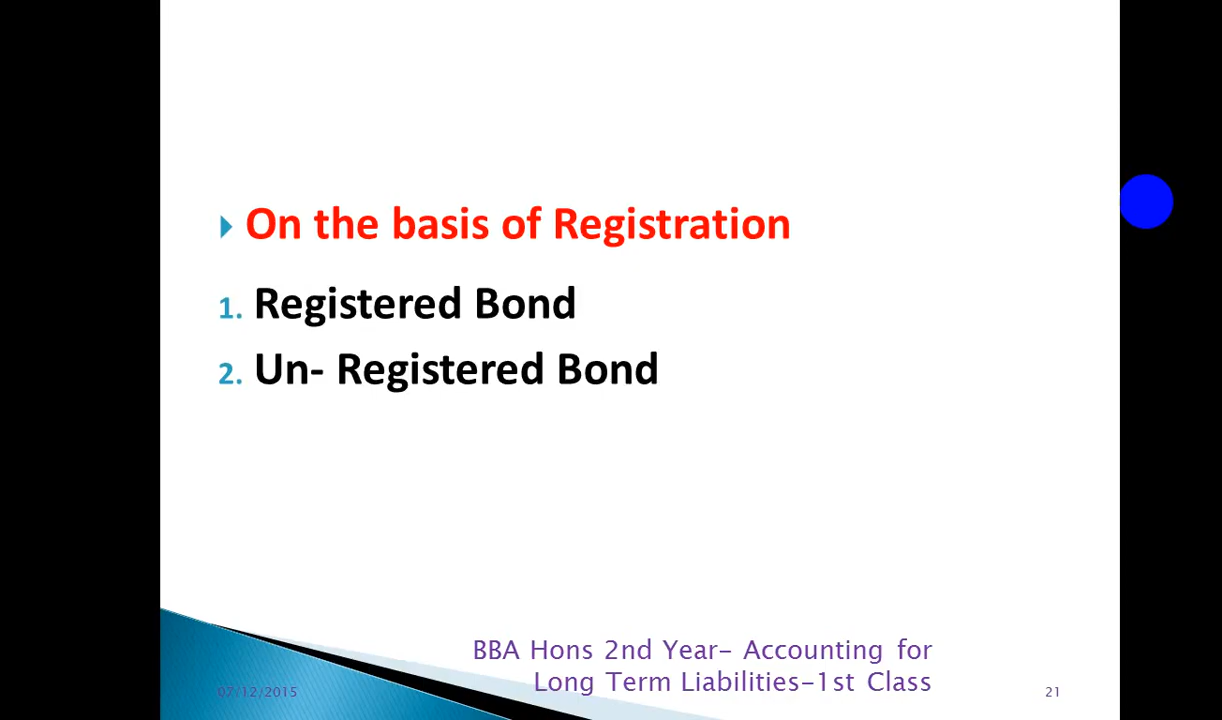 On the basis of Registration
1. Registered Bond
2. Un- Registered Bond
BBA Hons 2nd Year- Accounting for
Long Term Liabilities-1st Class
07/12/2015
21